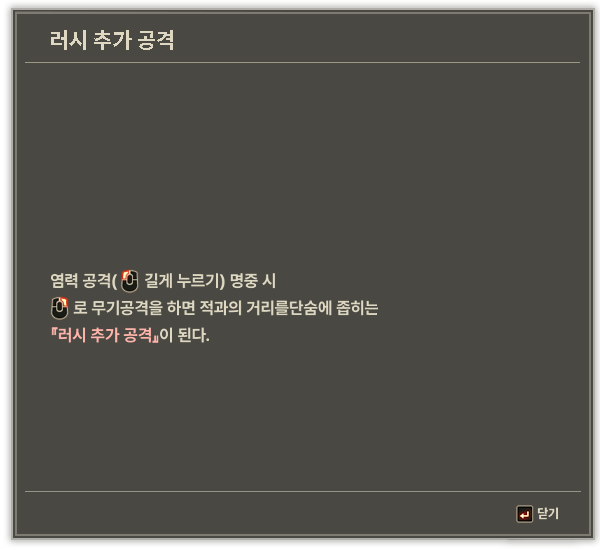 러시 추가 공격
염력 공격( 길게 누르기) 명중 시
로 무기공격을 하면 적과의 거리를단숨에 좁히는
『러시 추가 공격』이 된다.
닫기